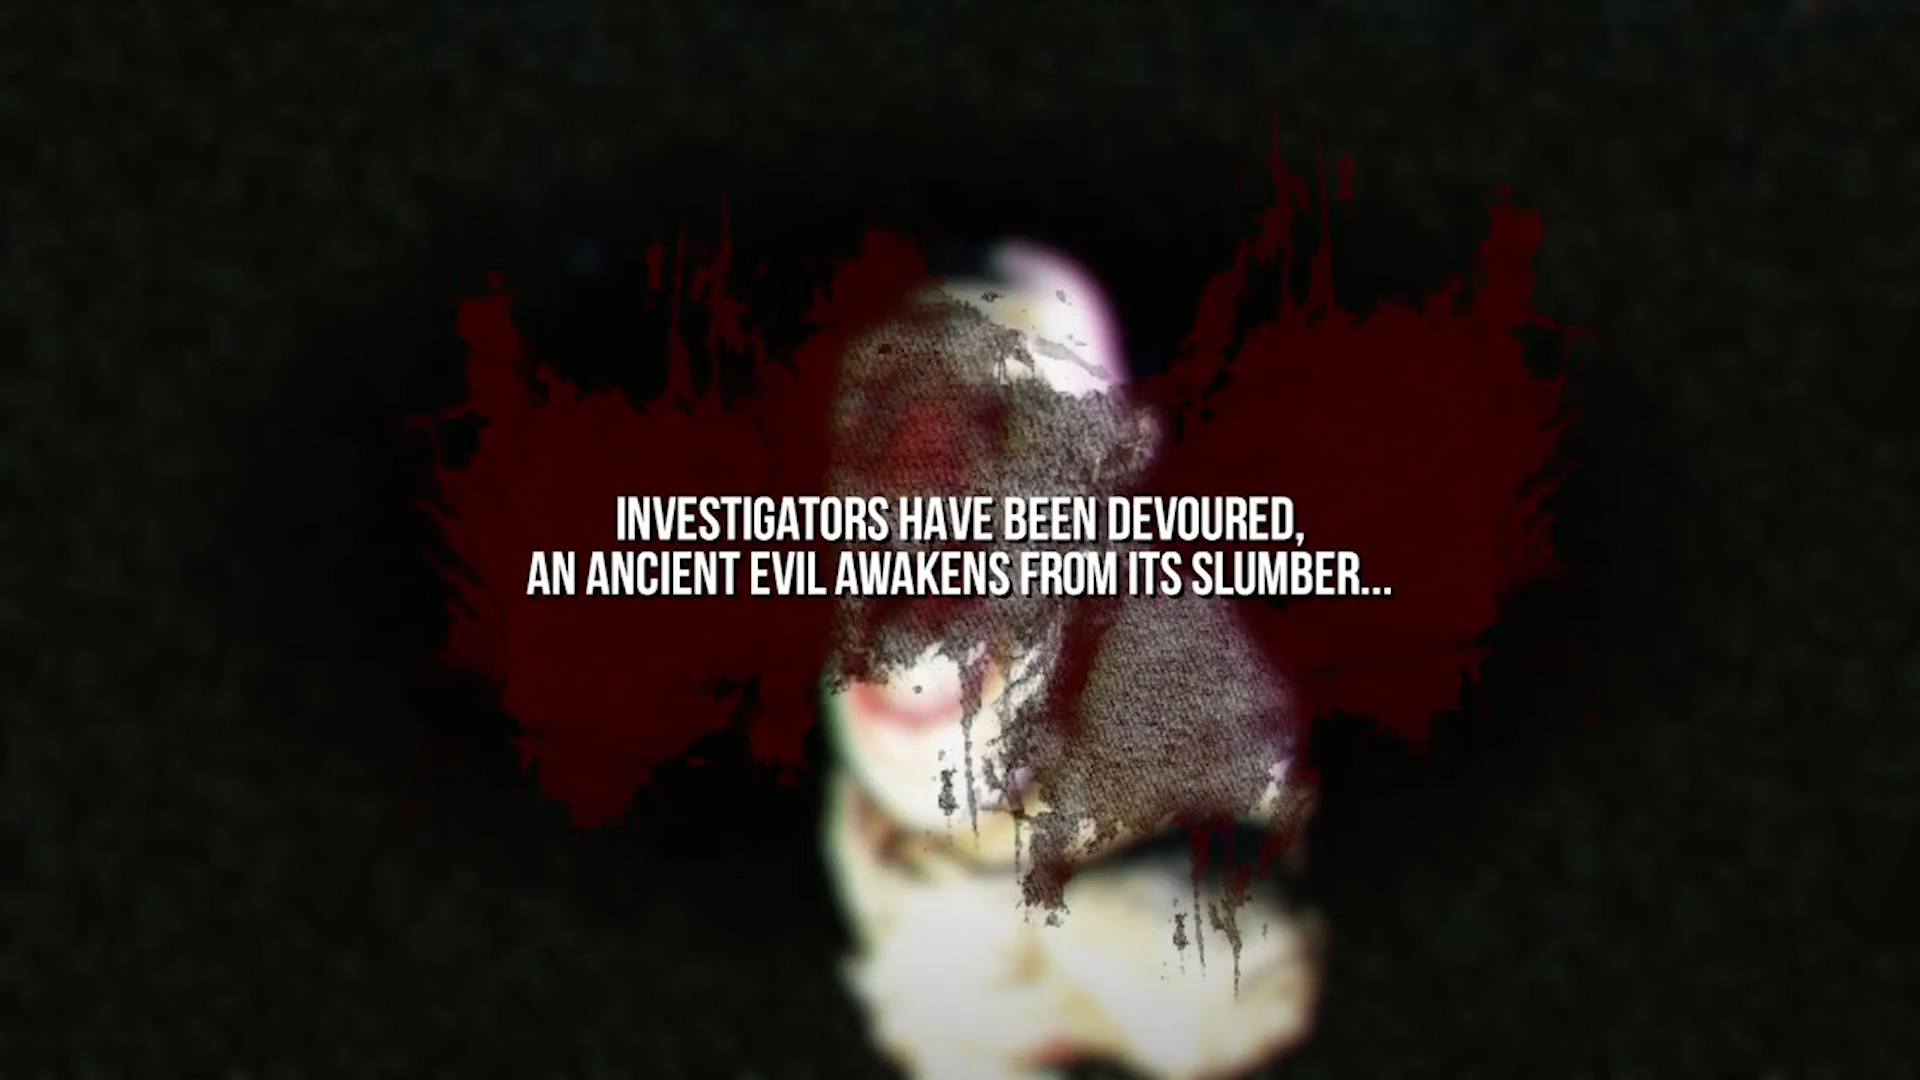 INVESTIGATORS HAVE BEEN DEVOURED,
AN ANCIENT EVIL AWAKENS FROM ITS SLUMBER...